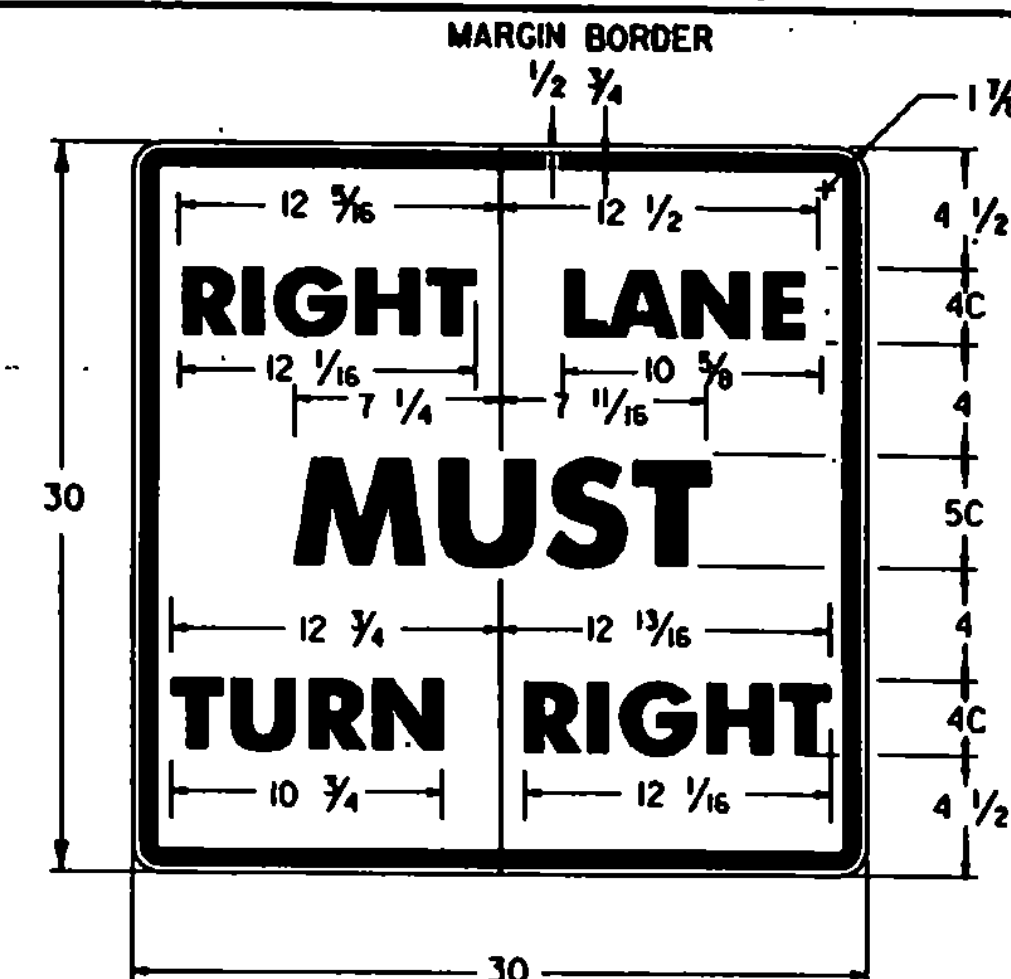 MARGIN BORDER
1/2 3/4
1 7/8
12 5/16 12 1/2
4 1/2
RIGHT LANE
4C
12 1/16 10 5/8
7 1/4 7 11/16
4
MUST
30
5C
12 3/4 12 13/16
4
TURN RIGHT
4C
10 3/4 12 1/16
4 1/2
30